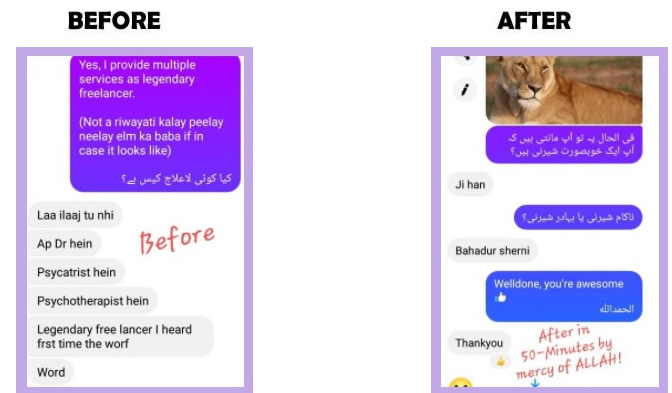 BEFORE
AFTER
Yes, I provide multiple
services as legendary
freelancer.
(Not a riwayati kalay peelay
neelay elm ka baba if in
case it looks like)
کیا کوئی لاعلاج کیس ہے؟
Laa ilaaj tu nhi
Ap Dr hein
Before
Psycatrist hein
Psychotherapist hein
Legendary free lancer I heard
frst time the worf
Word
فی الحال یہ تو آپ مانتی ہیں کہ
آپ ایک خوبصورت شیرنی ہیں؟
Ji han
ناکام شیرنی یا بہادر شیرنی؟
Bahadur sherni
Welldone, you're awesome
👍
الحمدالله
Thankyou
After in
50-Minutes by
mercy of ALLAH!